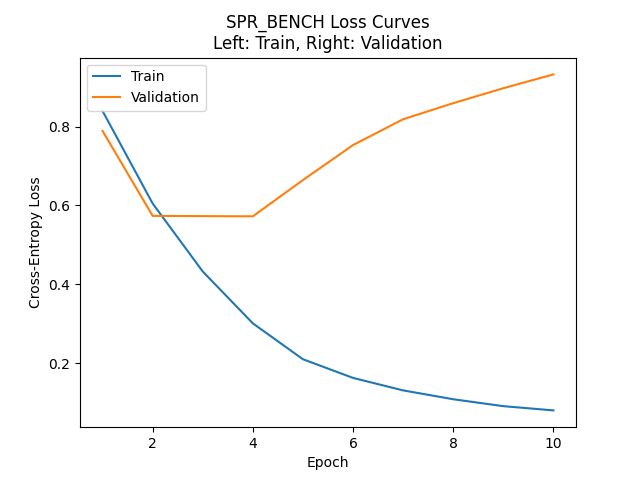 SPR_BENCH Loss Curves
Left: Train, Right: Validation
Train
Validation
Cross-Entropy Loss
0.8
0.6
0.4
0.2
2 4 6 8 10
Epoch